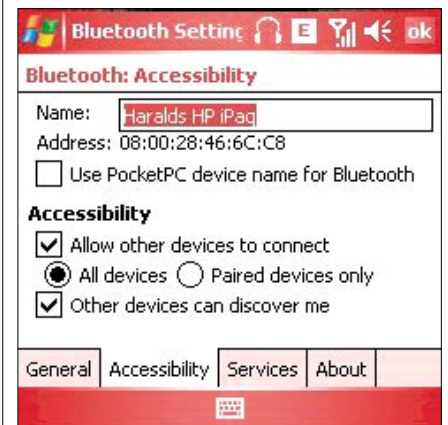 Bluetooth Setting E ok
Bluetooth: Accessibility
Name: Haralds HP iPaq
Address: 08:00:28:46:6C:C8
Use PocketPC device name for Bluetooth
Accessibility
Allow other devices to connect
All devices Paired devices only
Other devices can discover me
General Accessibility Services About